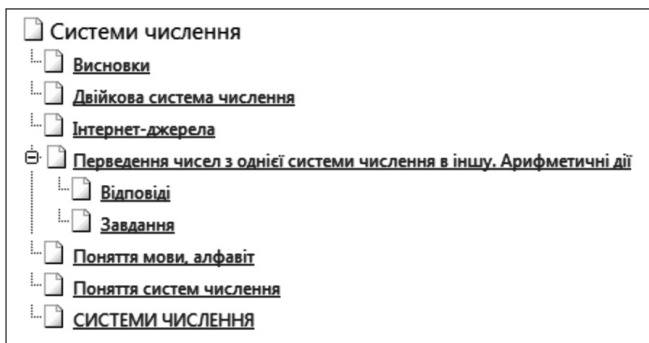 Системи числення
Висновки
Двійкова система числення
Інтернет-джерела
Перведення чисел з однієї системи числення в іншу. Арифметичні дії
Відповіді
Завдання
Поняття мови, алфавіт
Поняття систем числення
СИСТЕМИ ЧИСЛЕННЯ